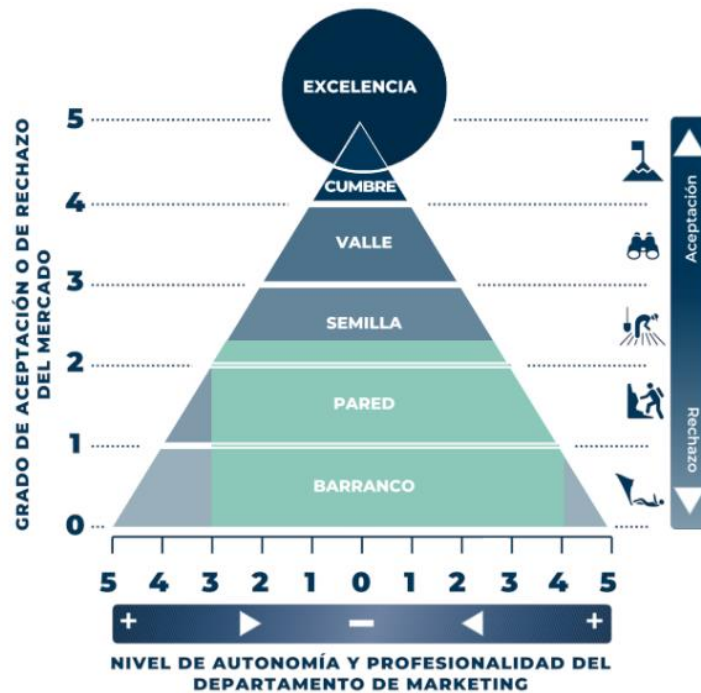 EXCELENCIA
5
CUMBRE
4
VALLE
3
SEMILLA
2
PARED
1
BARRANCO
0
5 4 3 2 1 0 1 2 3 4 5
+ − +
NIVEL DE AUTONOMÍA Y PROFESIONALIDAD DEL
DEPARTAMENTO DE MARKETING
GRADO DE ACEPTACIÓN O DE RECHAZO
DEL MERCADO
Aceptación
Rechazo